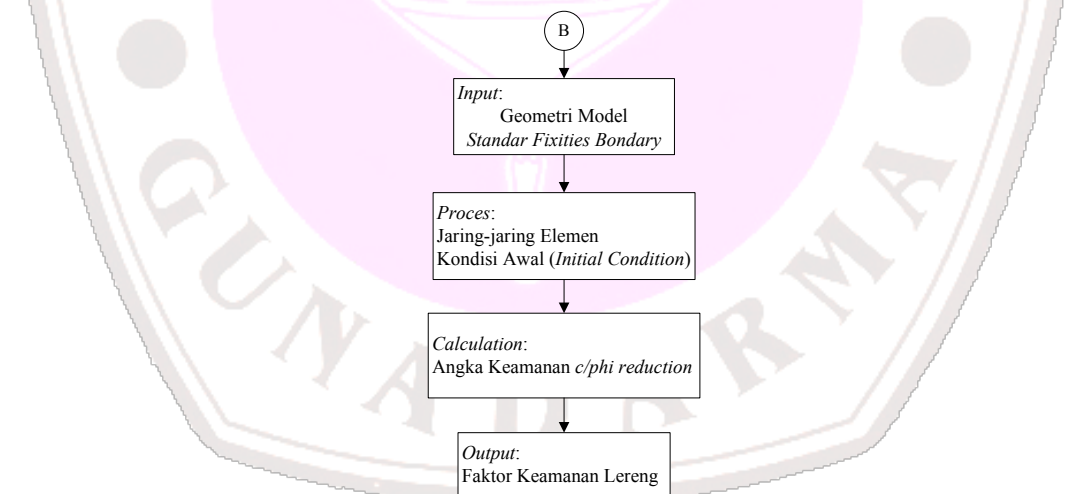 B
Input:
Geometri Model
Standar Fixities Bondary
Proces:
Jaring-jaring Elemen
Kondisi Awal (Initial Condition)
Calculation:
Angka Keamanan c/phi reduction
Output:
Faktor Keamanan Lereng
GUNADARMA